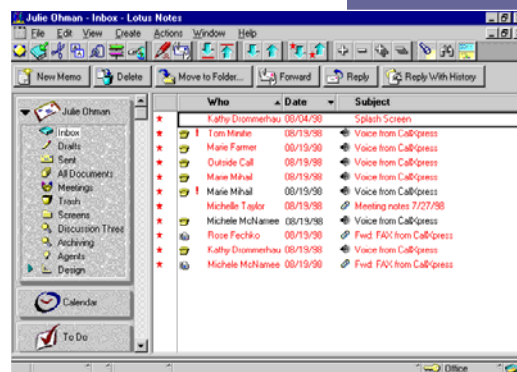 Julie Ohman - Inbox - Lotus Notes
File Edit View Create Actions Window Help
New Memo Delete Move to Folder... Forward Reply Reply With History
Julie Ohman
Inbox
Drafts
Sent
All Documents
Meetings
Trash
Screens
Discussion Threa
Archiving
Agents
Design
Calendar
To Do
Who Date Subject
Kathy Drommerhau 08/04/98 Splash Screen
! Tom Minitie 08/19/98 Voice from CallXpress
Marie Farmer 08/19/98 Voice from CallXpress
Outside Call 08/19/98 Voice from CallXpress
Marie Mihail 08/19/98 Voice from CallXpress
! Marie Mihail 08/19/98 Voice from CallXpress
Michelle Taylor 08/19/98 Meeting notes 7/27/98
Michele McNamee 08/19/98 Voice from CallXpress
Rose Fechko 08/19/98 Fwd: FAX from CallXpress
Kathy Drommerhau 08/19/98 Voice from CallXpress
Michele McNamee 08/19/98 Fwd: FAX from CallXpress
Office